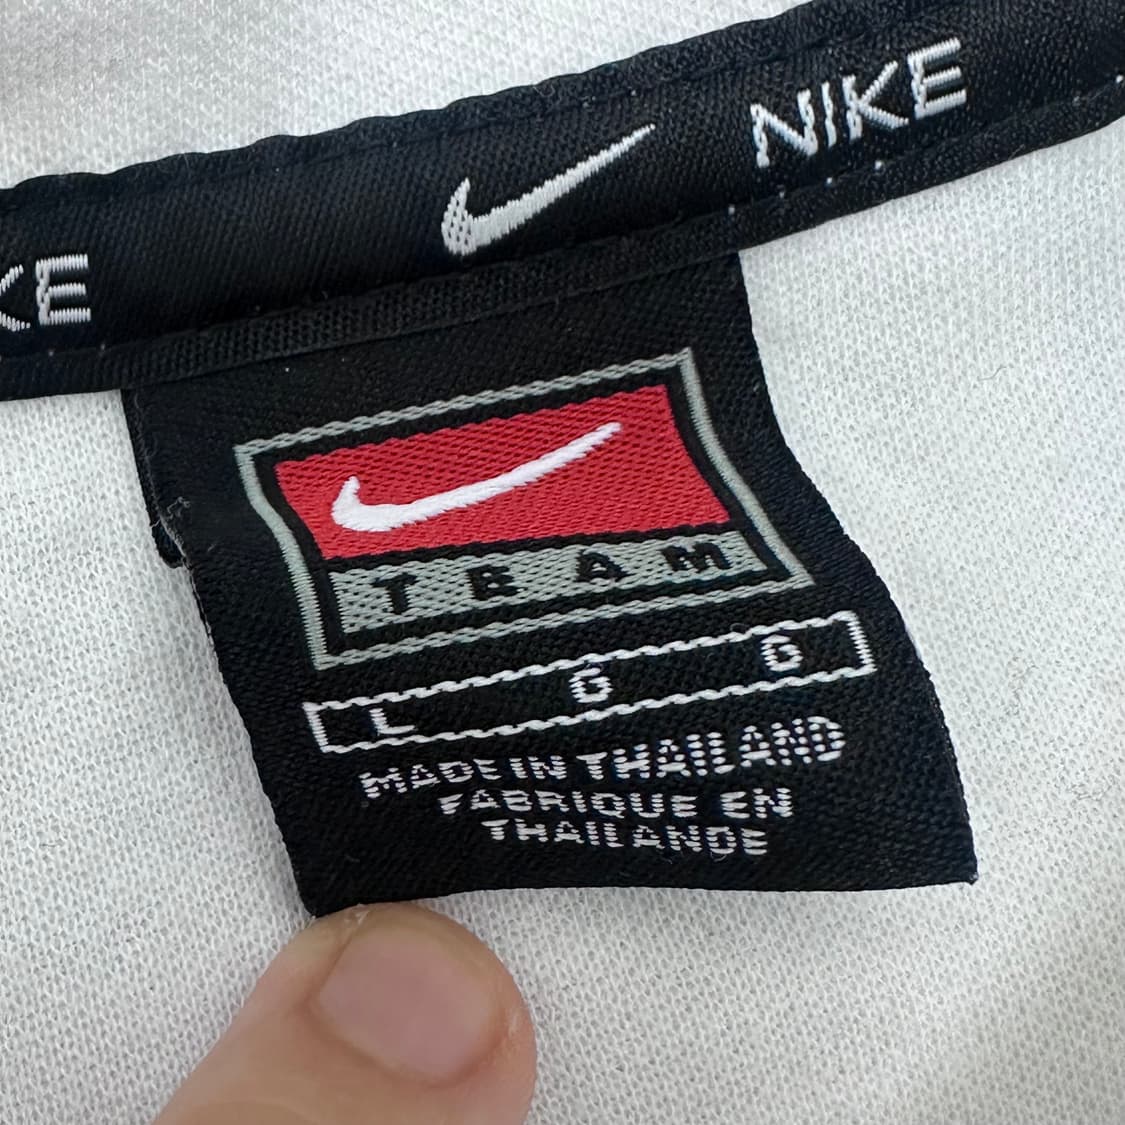 NIKE
KE
TEAM
L G G
MADE IN THAILAND
FABRIQUE EN
THAILANDE